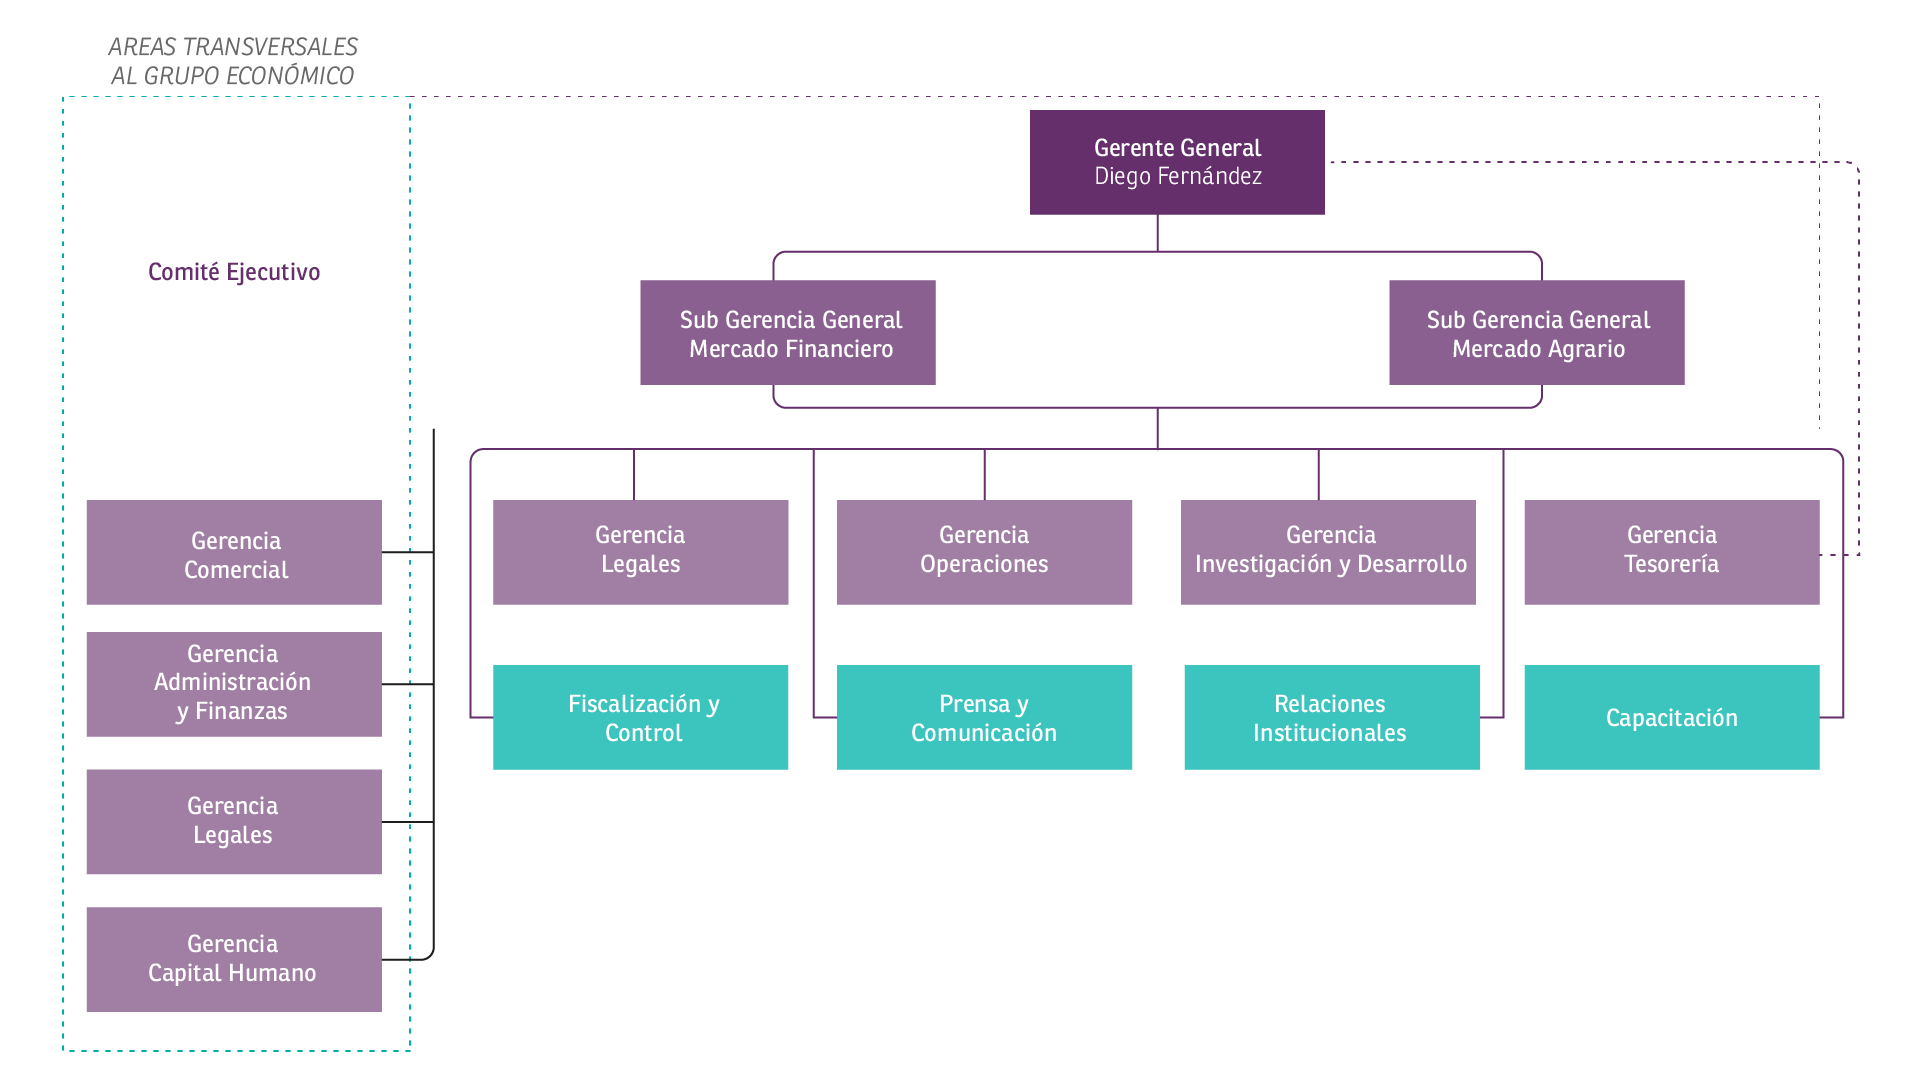 AREAS TRANSVERSALES
AL GRUPO ECONÓMICO
Comité Ejecutivo
Gerente General
Diego Fernández
Sub Gerencia General
Mercado Financiero
Sub Gerencia General
Mercado Agrario
Gerencia
Comercial
Gerencia
Administración
y Finanzas
Gerencia
Legales
Gerencia
Capital Humano
Gerencia
Legales
Gerencia
Operaciones
Gerencia
Investigación y Desarrollo
Gerencia
Tesorería
Fiscalización y
Control
Prensa y
Comunicación
Relaciones
Institucionales
Capacitación